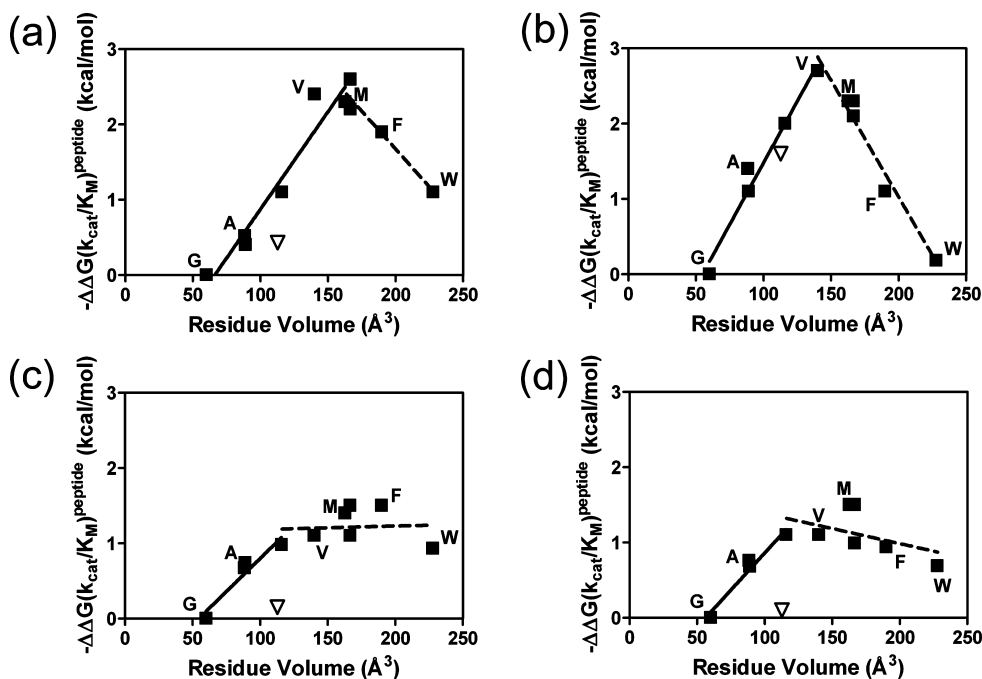 (a)
-ΔΔG(kcat/KM)peptide (kcal/mol)
3
2
1
0
G
A
V
M
F
W
0 50 100 150 200 250
Residue Volume (Å3)
(b)
-ΔΔG(kcat/KM)peptide (kcal/mol)
3
2
1
0
G
A
V
M
F
W
0 50 100 150 200 250
Residue Volume (Å3)
(c)
-ΔΔG(kcat/KM)peptide (kcal/mol)
3
2
1
0
G
A
V
M
F
W
0 50 100 150 200 250
Residue Volume (Å3)
(d)
-ΔΔG(kcat/KM)peptide (kcal/mol)
3
2
1
0
G
A
V
M
F
W
0 50 100 150 200 250
Residue Volume (Å3)